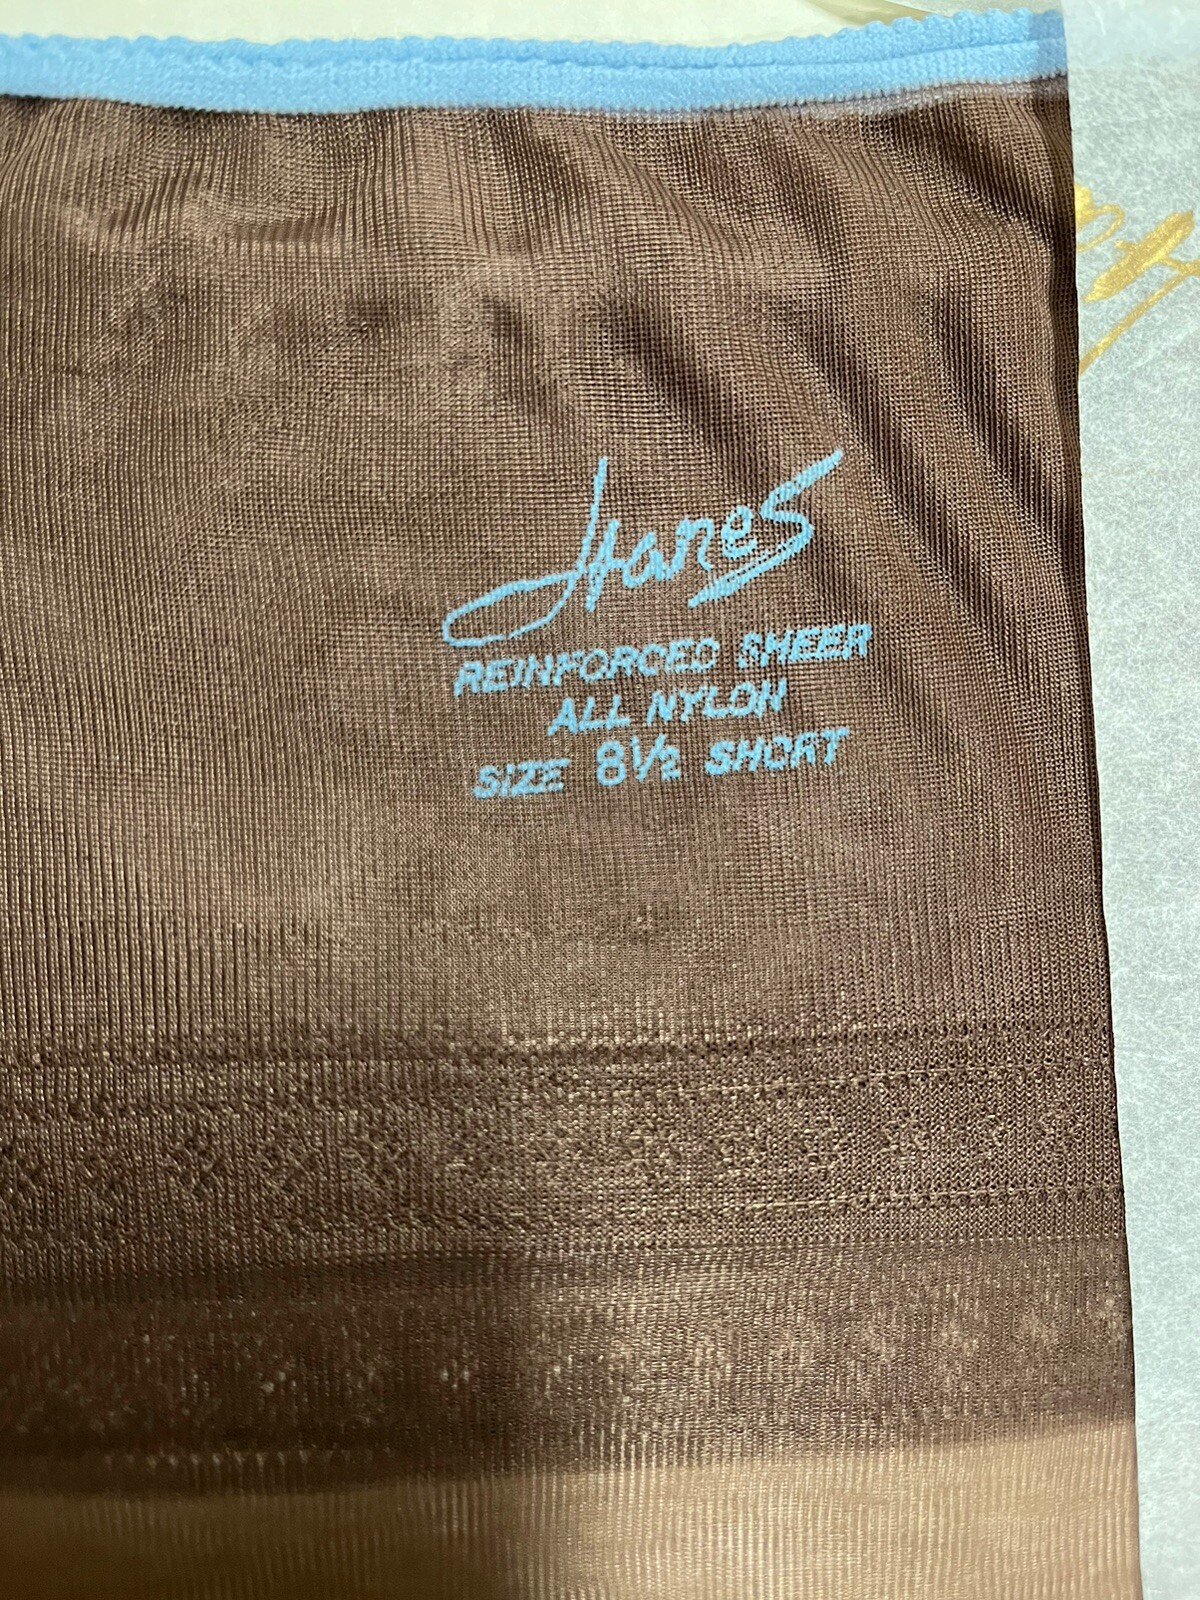 Hanes
REINFORCED SHEER
ALL NYLON
SIZE 8½ SHORT